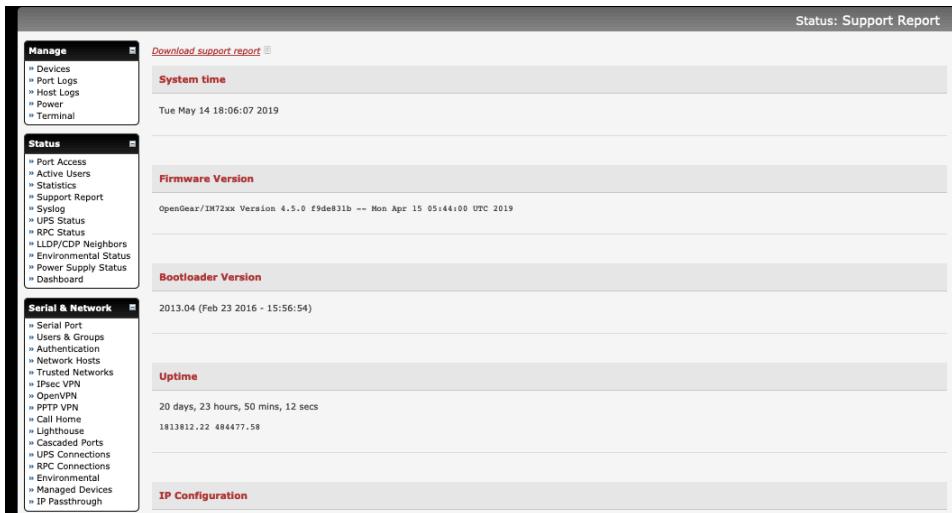 Status: Support Report
Manage
» Devices
» Port Logs
» Host Logs
» Power
» Terminal
Status
» Port Access
» Active Users
» Statistics
» Support Report
» Syslog
» UPS Status
» RPC Status
» LLDP/CDP Neighbors
» Environmental Status
» Power Supply Status
» Dashboard
Serial & Network
» Serial Port
» Users & Groups
» Authentication
» Network Hosts
» Trusted Networks
» IPsec VPN
» OpenVPN
» PPTP VPN
» Call Home
» Lighthouse
» Cascaded Ports
» UPS Connections
» RPC Connections
» Environmental
» Managed Devices
» IP Passthrough
Download support report
System time
Tue May 14 18:06:07 2019
Firmware Version
OpenGear/IM72xx Version 4.5.0 f9de831b -- Mon Apr 15 05:44:00 UTC 2019
Bootloader Version
2013.04 (Feb 23 2016 - 15:56:54)
Uptime
20 days, 23 hours, 50 mins, 12 secs
1813812.22 484477.58
IP Configuration